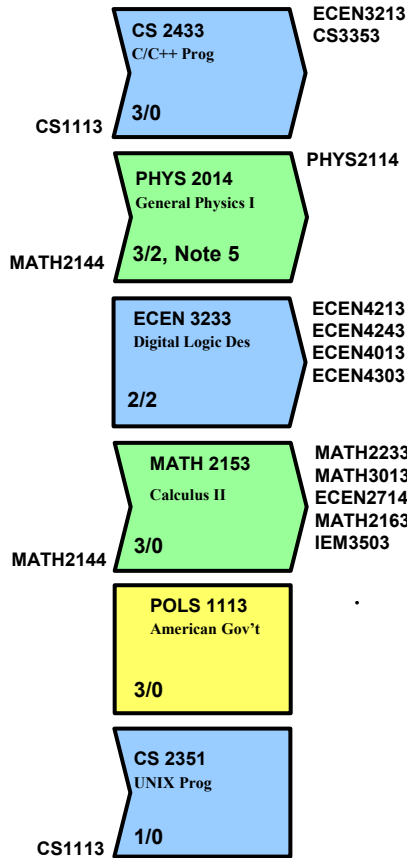 CS 2433
C/C++ Prog
3/0
CS1113
ECEN3213
CS3353
PHYS 2014
General Physics I
3/2, Note 5
MATH2144
PHYS2114
ECEN 3233
Digital Logic Des
2/2
ECEN4213
ECEN4243
ECEN4013
ECEN4303
MATH 2153
Calculus II
3/0
MATH2144
MATH2233
MATH3013
ECEN2714
MATH2163
IEM3503
.
POLS 1113
American Gov't
3/0
CS 2351
UNIX Prog
1/0
CS1113